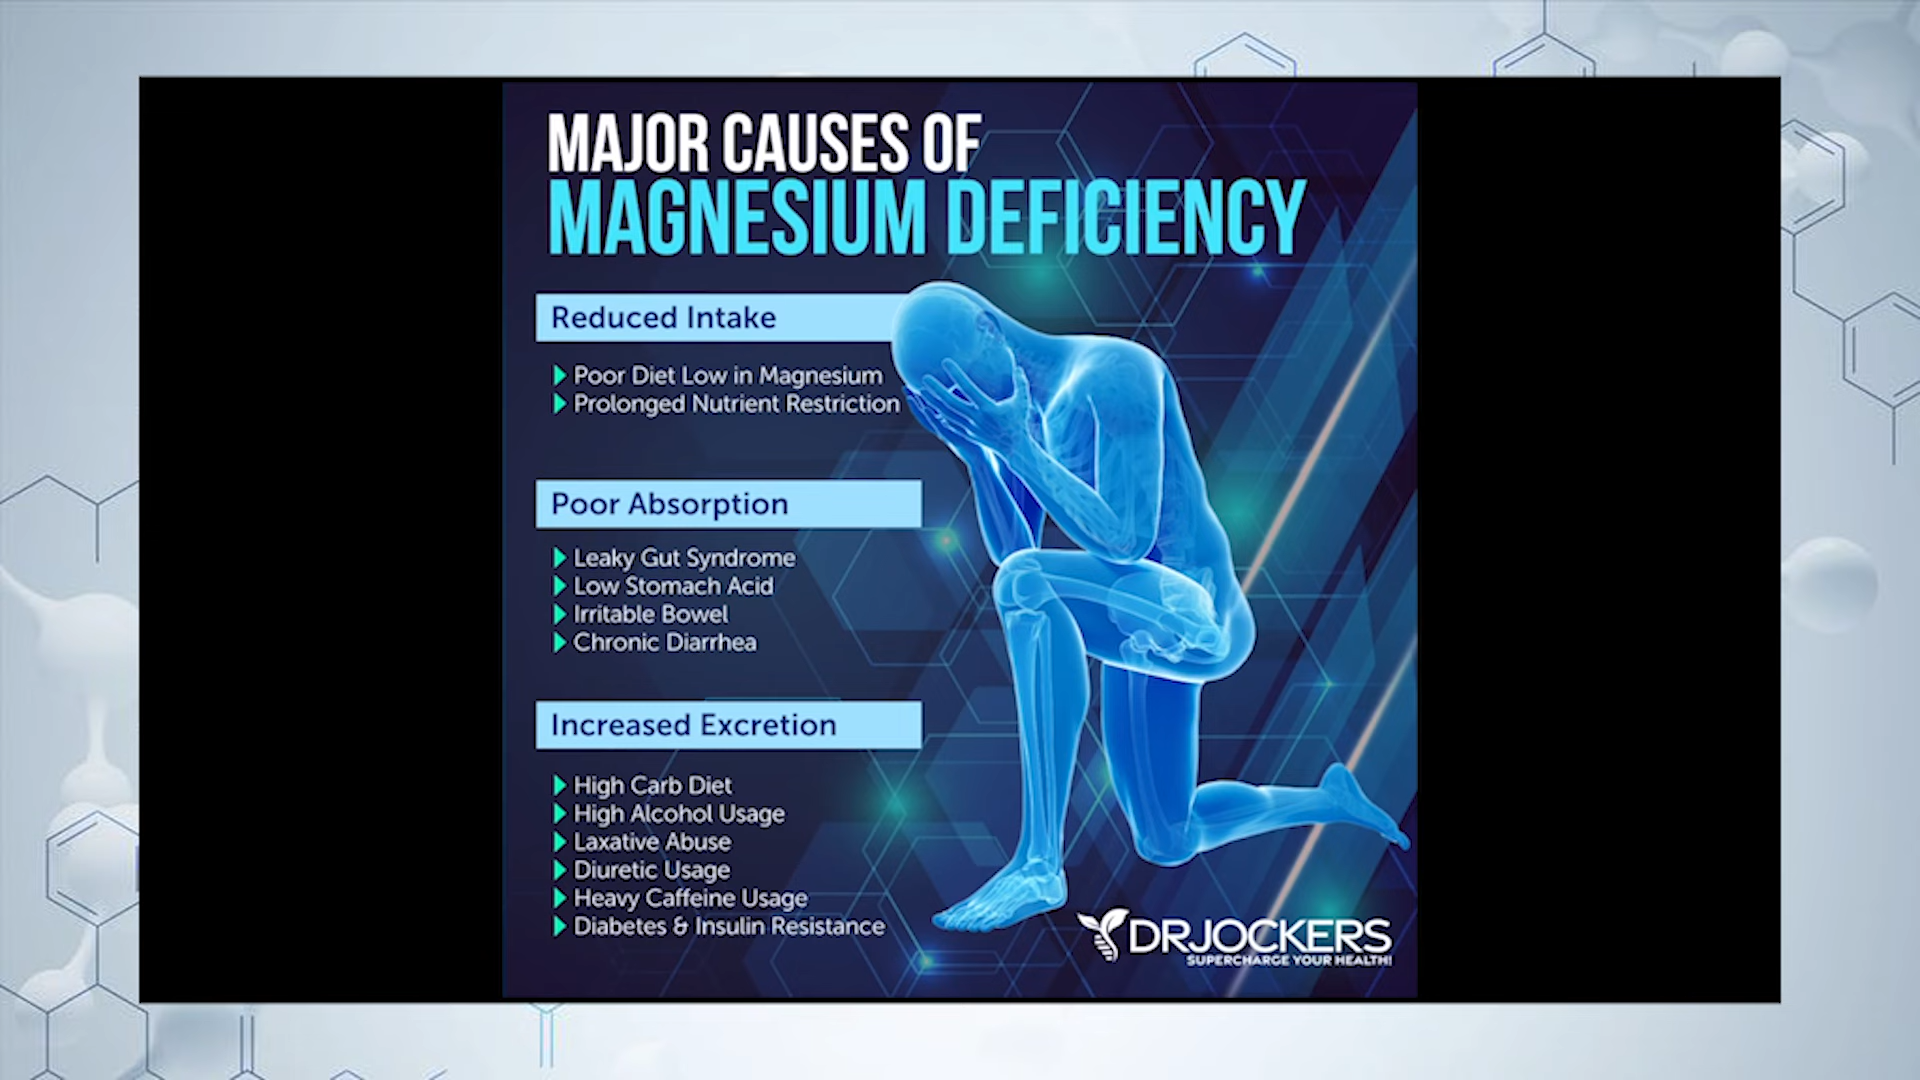 MAJOR CAUSES OF
MAGNESIUM DEFICIENCY
Reduced Intake
Poor Diet Low in Magnesium
Prolonged Nutrient Restriction
Poor Absorption
Leaky Gut Syndrome
Low Stomach Acid
Irritable Bowel
Chronic Diarrhea
Increased Excretion
High Carb Diet
High Alcohol Usage
Laxative Abuse
Diuretic Usage
Heavy Caffeine Usage
Diabetes & Insulin Resistance
DRJOCKERS
SUPERCHARGE YOUR HEALTH!